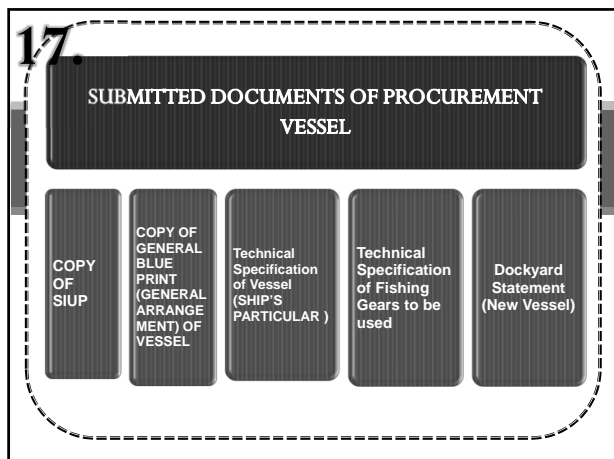 17.
SUBMITTED DOCUMENTS OF PROCUREMENT
VESSEL
COPY
OF
SIUP
COPY OF
GENERAL
BLUE
PRINT
(GENERAL
ARRANGE
MENT) OF
VESSEL
Technical
Specification
of Vessel
(SHIP'S
PARTICULAR )
Technical
Specification
of Fishing
Gears to be
used
Dockyard
Statement
(New Vessel)